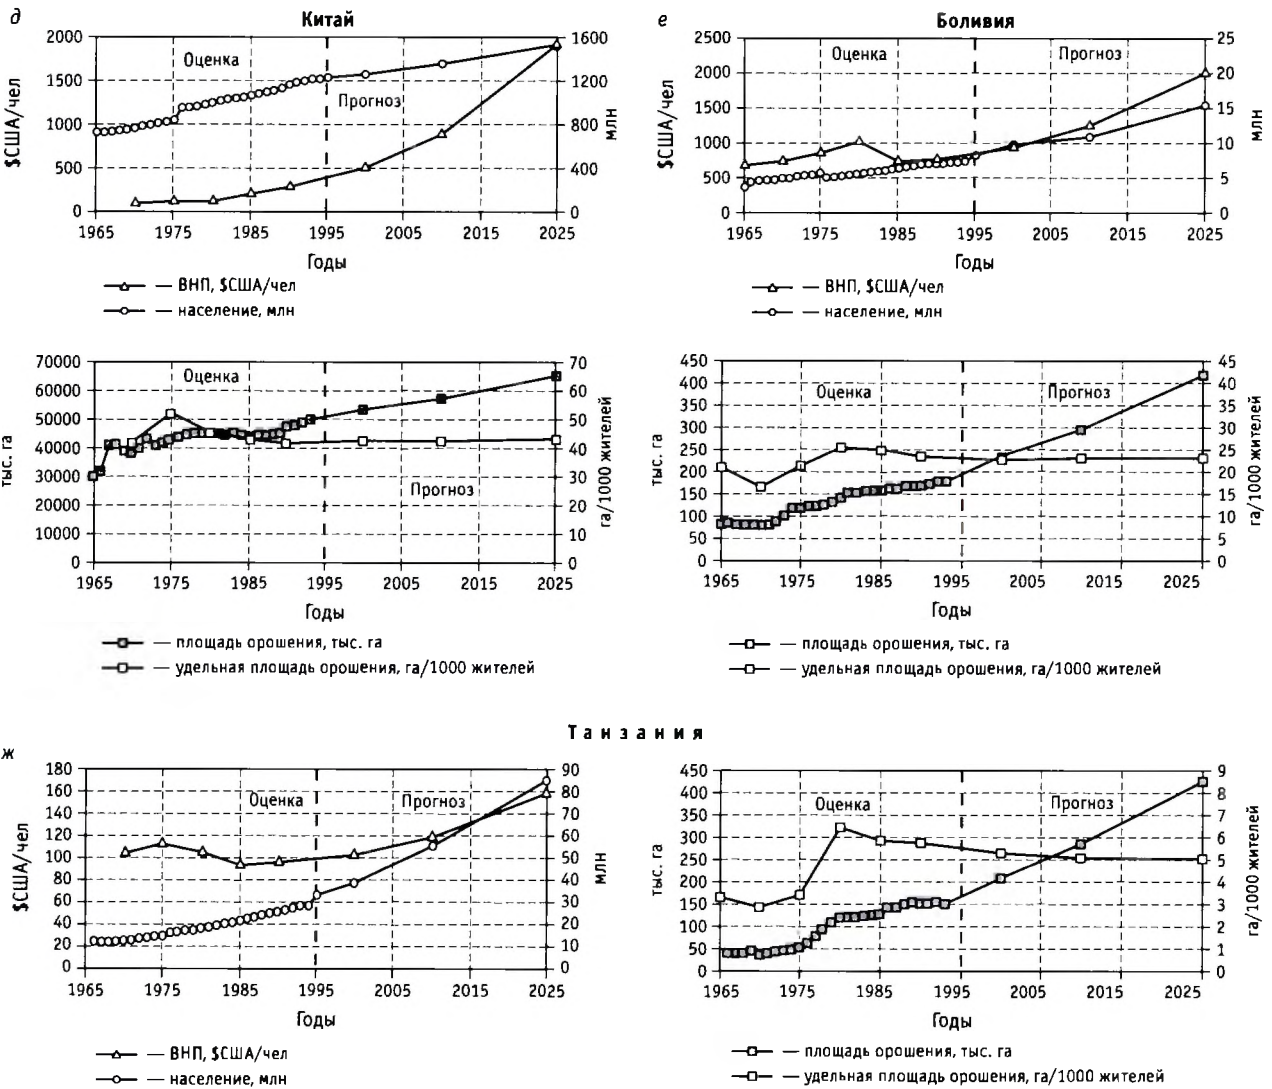 д
Китай
2000
1500
1000
500
0
1600
1200
800
400
0
$США/чел
млн
Оценка
Прогноз
1965 1975 1985 1995 2005 2015 2025
Годы
— ВНП, $США/чел
— население, млн
е
Боливия
2500
2000
1500
1000
500
0
25
20
15
10
5
0
$США/чел
млн
Оценка
Прогноз
1965 1975 1985 1995 2005 2015 2025
Годы
— ВНП, $США/чел
— население, млн
70000
60000
50000
40000
30000
20000
10000
0
70
60
50
40
30
20
10
0
тыс. га
га/1000 жителей
Оценка
Прогноз
1965 1975 1985 1995 2005 2015 2025
Годы
— площадь орошения, тыс. га
— удельная площадь орошения, га/1000 жителей
450
400
350
300
250
200
150
100
50
0
45
40
35
30
25
20
15
10
5
0
тыс. га
га/1000 жителей
Оценка
Прогноз
1965 1975 1985 1995 2005 2015 2025
Годы
— площадь орошения, тыс. га
— удельная площадь орошения, га/1000 жителей
Танзания
ж
180
160
140
120
100
80
60
40
20
0
90
80
70
60
50
40
30
20
10
0
$США/чел
млн
Оценка
Прогноз
1965 1975 1985 1995 2005 2015 2025
Годы
— ВНП, $США/чел
— население, млн
450
400
350
300
250
200
150
100
50
0
9
8
7
6
5
4
3
2
1
0
тыс. га
га/1000 жителей
Оценка
Прогноз
1965 1975 1985 1995 2005 2015 2025
Годы
— площадь орошения, тыс. га
— удельная площадь орошения, га/1000 жителей